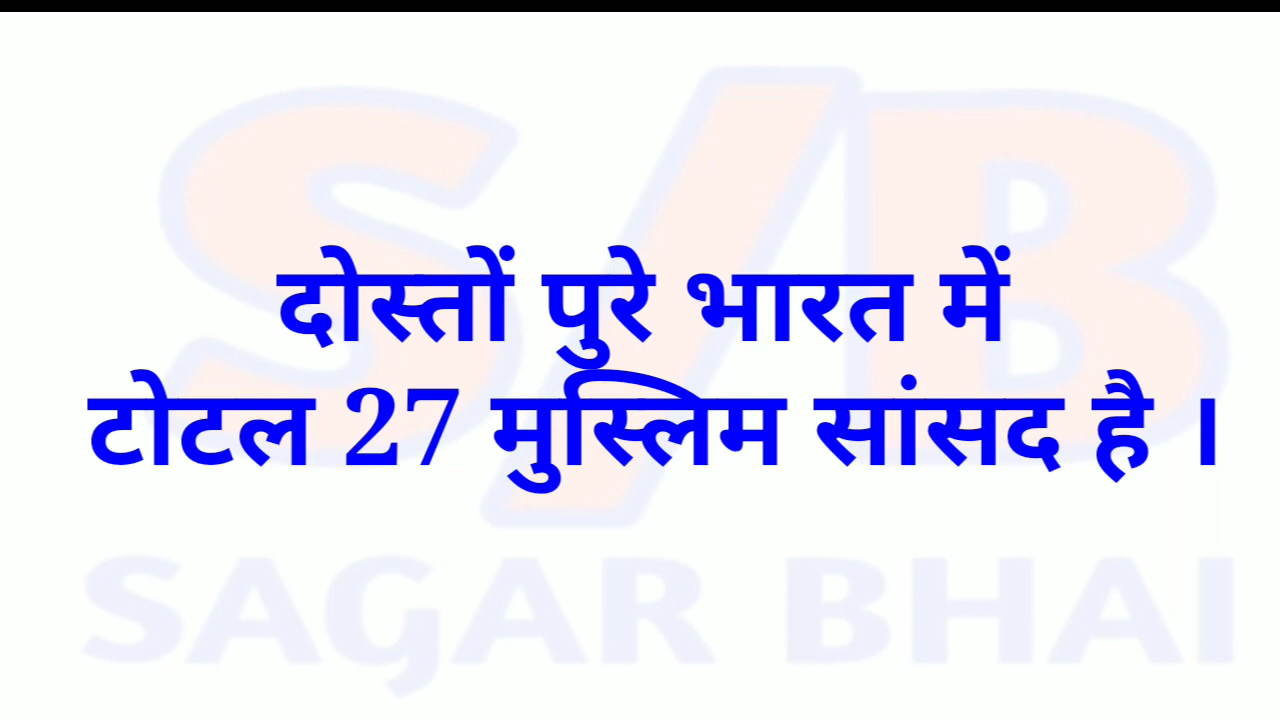 S/B
दोस्तों पुरे भारत में
टोटल 27 मुस्लिम सांसद है ।
SAGAR BHAI